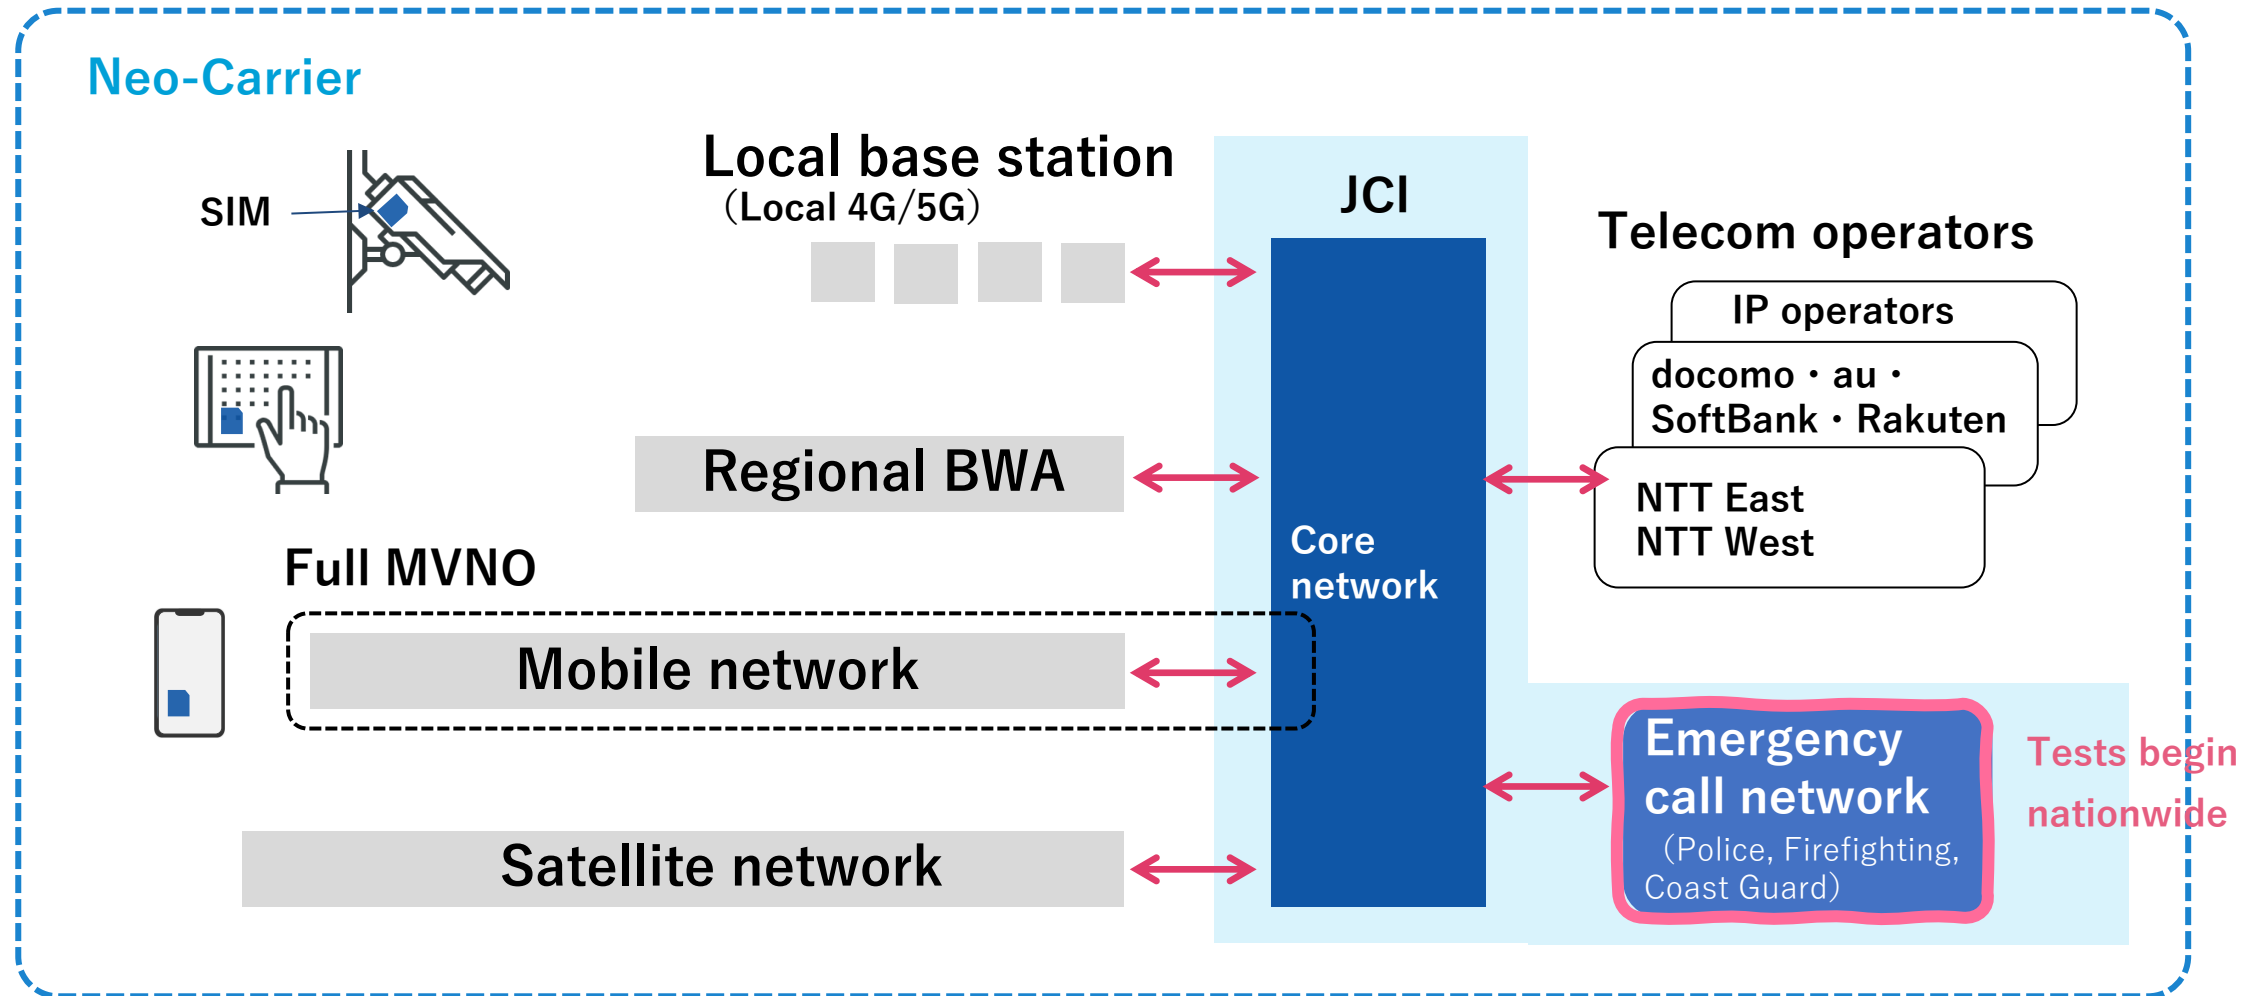 Neo-Carrier
SIM
Local base station
（Local 4G/5G）
JCI
Telecom operators
IP operators
docomo・au・
SoftBank・Rakuten
NTT East
NTT West
Regional BWA
Core
network
Full MVNO
Mobile network
Satellite network
Emergency
call network
（Police, Firefighting,
Coast Guard）
Tests begin
nationwide